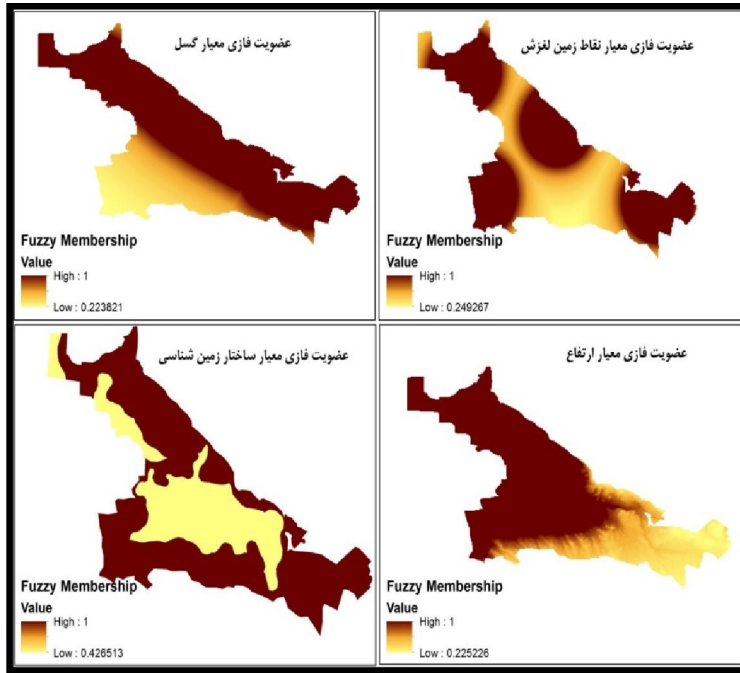 عضویت فازی معیار گسل
Fuzzy Membership
Value
High : 1
Low : 0.223821
عضویت فازی معیار نقاط زمین لغزش
Fuzzy Membership
Value
High : 1
Low : 0.249267
عضویت فازی معیار ساختار زمین شناسی
Fuzzy Membership
Value
High : 1
Low : 0.426513
عضویت فازی معیار ارتفاع
Fuzzy Membership
Value
High : 1
Low : 0.225226